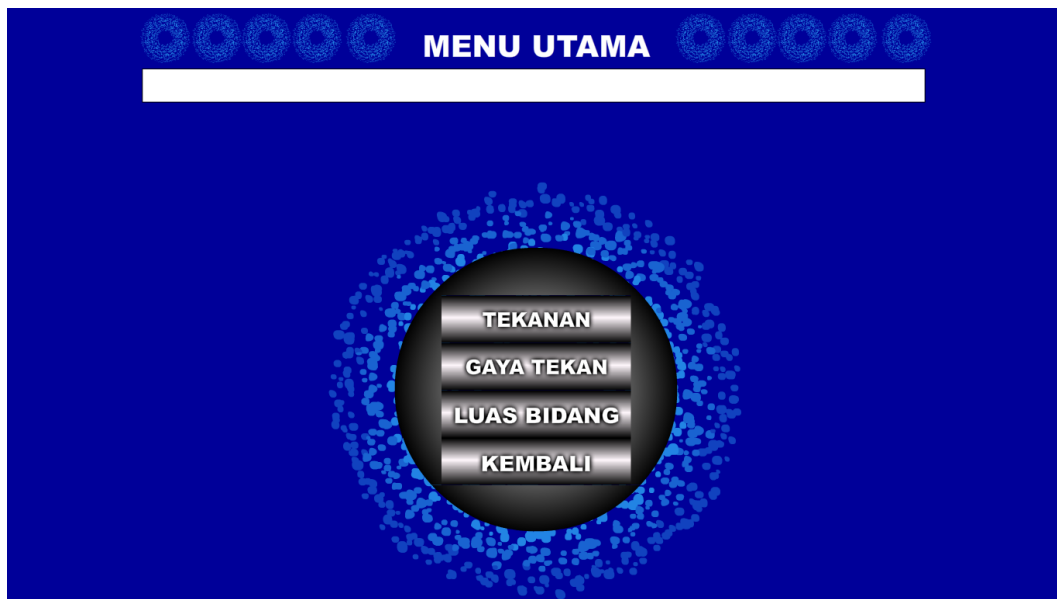 MENU UTAMA
TEKANAN
GAYA TEKAN
LUAS BIDANG
KEMBALI